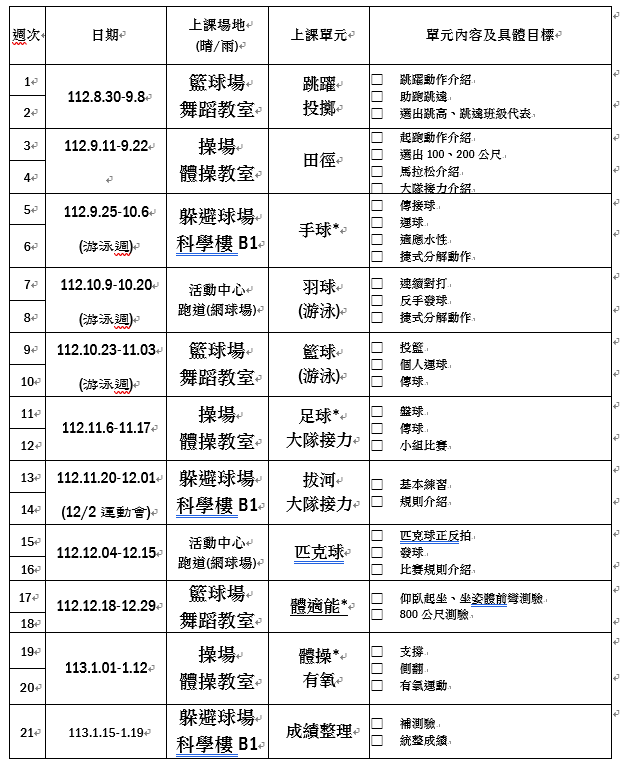 週次 日期 上課場地 上課單元 單元內容及具體目標
(晴/雨)
1 112.8.30-9.8 籃球場 跳躍 □ 跳躍動作介紹
□ 助跑跳遠
2 舞蹈教室 投擲 □ 選出跳高、跳遠班級代表
3 112.9.11-9.22 操場 田徑 □ 起跑動作介紹
□ 選出 100、200 公尺
4 體操教室 □ 馬拉松介紹
□ 大隊接力介紹
5 112.9.25-10.6 躲避球場 手球* □ 傳接球
□ 運球
6 (游泳週) 科學樓 B1 □ 適應水性
□ 捷式分解動作
7 112.10.9-10.20 活動中心 羽球 □ 連續對打
□ 反手發球
8 (游泳週) 跑道(網球場) (游泳) □ 捷式分解動作
9 112.10.23-11.03 籃球場 籃球 □ 投籃
□ 個人運球
10 (游泳週) 舞蹈教室 (游泳) □ 傳球
11 112.11.6-11.17 操場 足球* □ 盤球
□ 傳球
12 體操教室 大隊接力 □ 小組比賽
13 112.11.20-12.01 躲避球場 拔河 □ 基本練習
14 (12/2 運動會) 科學樓 B1 大隊接力 □ 規則介紹
15 112.12.04-12.15 活動中心 匹克球 □ 匹克球正反拍
□ 發球
16 跑道(網球場) □ 比賽規則介紹
17 112.12.18-12.29 籃球場 體適能* □ 仰臥起坐、坐姿體前彎測驗
18 舞蹈教室 □ 800 公尺測驗
19 113.1.01-1.12 操場 體操* □ 支撐
□ 側翻
20 體操教室 有氧 □ 有氧運動
21 113.1.15-1.19 躲避球場 成績整理 □ 補測驗
科學樓 B1 □ 統整成績